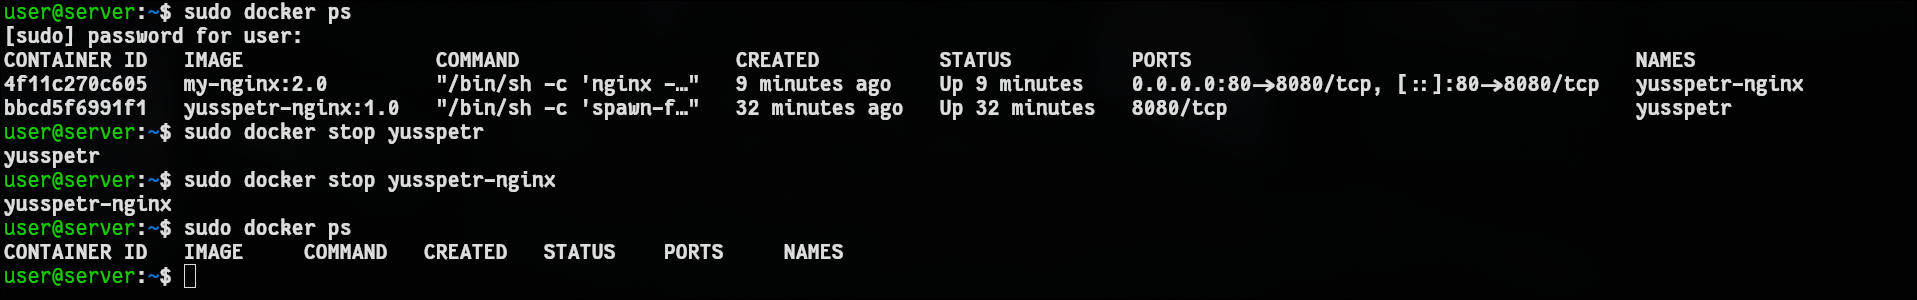 user@server:~$ sudo docker ps
[sudo] password for user:
CONTAINER ID   IMAGE                COMMAND                  CREATED          STATUS          PORTS                                     NAMES
4f11c270c605   my-nginx:2.0         "/bin/sh -c 'nginx -…"   9 minutes ago    Up 9 minutes    0.0.0.0:80->8080/tcp, [::]:80->8080/tcp   yusspetr-nginx
bbcd5f6991f1   yusspetr-nginx:1.0   "/bin/sh -c 'spawn-f…"   32 minutes ago   Up 32 minutes   8080/tcp                                  yusspetr
user@server:~$ sudo docker stop yusspetr
yusspetr
user@server:~$ sudo docker stop yusspetr-nginx
yusspetr-nginx
user@server:~$ sudo docker ps
CONTAINER ID   IMAGE     COMMAND   CREATED   STATUS    PORTS     NAMES
user@server:~$